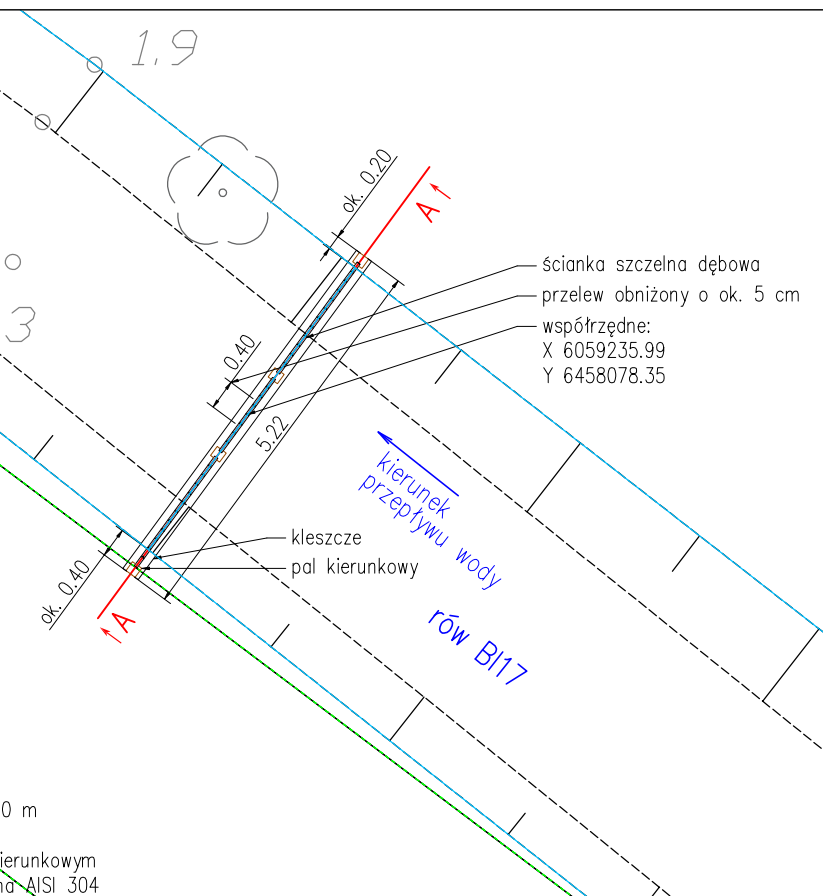 1.9
ok. 0.20
A
ścianka szczelna dębowa
przelew obniżony o ok. 5 cm
współrzędne:
X 6059235.99
Y 6458078.35
3
0.40
5.22
kierunek
przepływu wody
kleszcze
pal kierunkowy
ok. 0.40
A
rów BI17
0 m
ierunkowym
na AISI 304